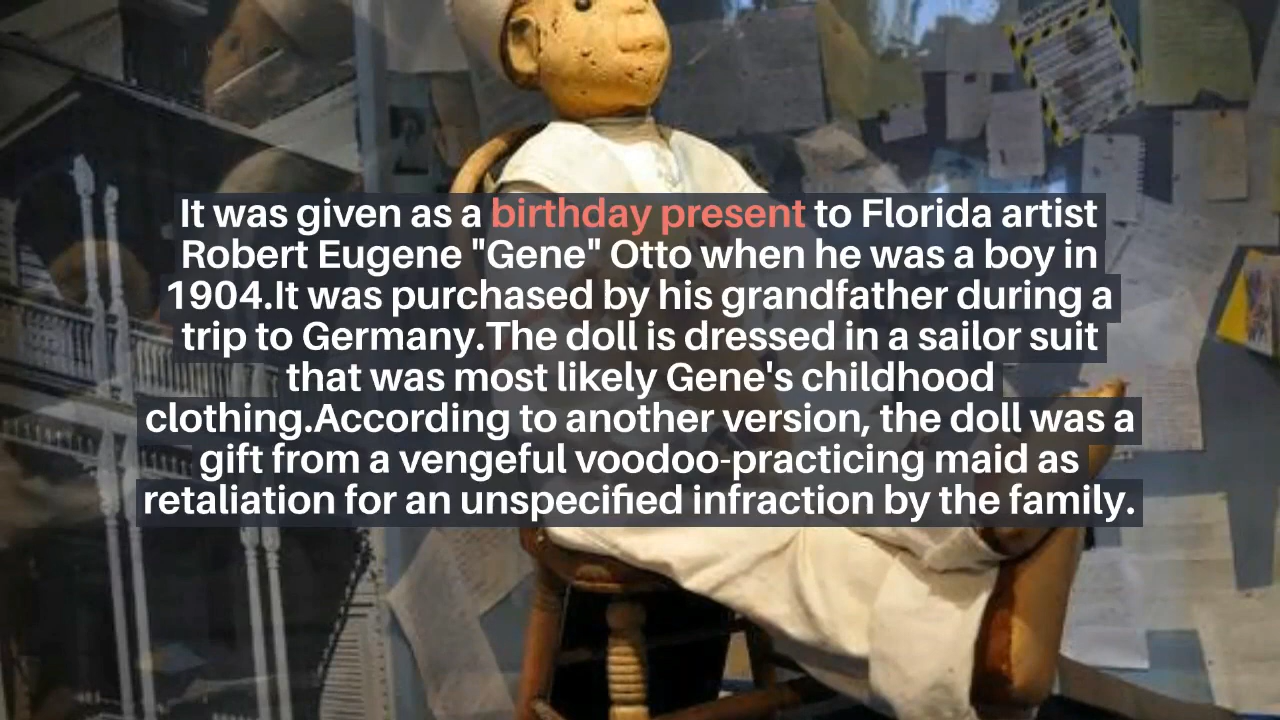 It was given as a birthday present to Florida artist
Robert Eugene "Gene" Otto when he was a boy in
1904.It was purchased by his grandfather during a
trip to Germany.The doll is dressed in a sailor suit
that was most likely Gene's childhood
clothing.According to another version, the doll was a
gift from a vengeful voodoo-practicing maid as
retaliation for an unspecified infraction by the family.